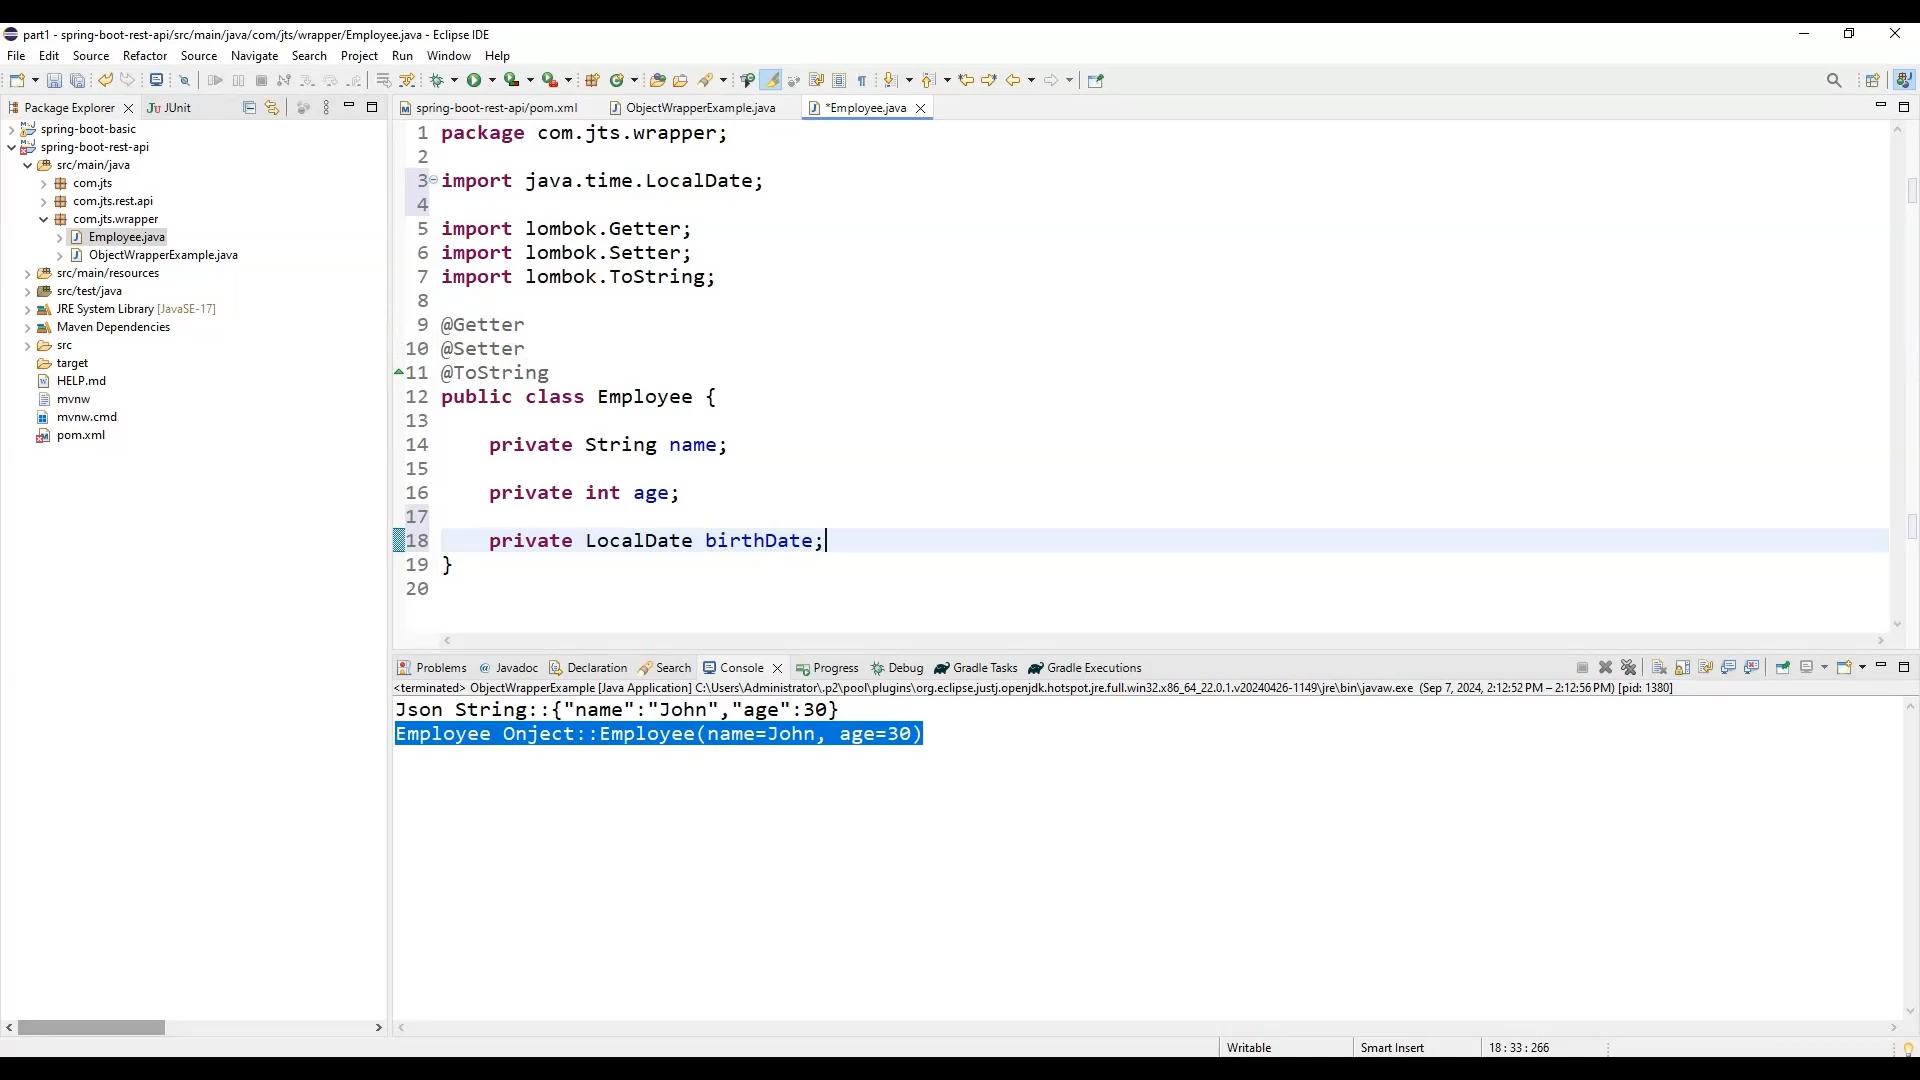 part1 - spring-boot-rest-api/src/main/java/com/jts/wrapper/Employee.java - Eclipse IDE
File Edit Source Refactor Source Navigate Search Project Run Window Help
Package Explorer JUnit
spring-boot-basic
spring-boot-rest-api
src/main/java
com.jts
com.jts.rest.api
com.jts.wrapper
Employee.java
ObjectWrapperExample.java
src/main/resources
src/test/java
JRE System Library [JavaSE-17]
Maven Dependencies
src
target
HELP.md
mvnw
mvnw.cmd
pom.xml
spring-boot-rest-api/pom.xml ObjectWrapperExample.java *Employee.java
1 package com.jts.wrapper;
2
3 import java.time.LocalDate;
4
5 import lombok.Getter;
6 import lombok.Setter;
7 import lombok.ToString;
8
9 @Getter
10 @Setter
11 @ToString
12 public class Employee {
13
14 private String name;
15
16 private int age;
17
18 private LocalDate birthDate;
19 }
20
Problems Javadoc Declaration Search Console Progress Debug Gradle Tasks Gradle Executions
<terminated> ObjectWrapperExample [Java Application] C:\Users\Administrator\.p2\pool\plugins\org.eclipse.justj.openjdk.hotspot.jre.full.win32.x86_64_22.0.1.v20240426-1149\jre\bin\javaw.exe (Sep 7, 2024, 2:12:52 PM – 2:12:56 PM) [pid: 1380]
Json String::{"name":"John","age":30}
Employee Onject::Employee(name=John, age=30)
Writable Smart Insert 18 : 33 : 266